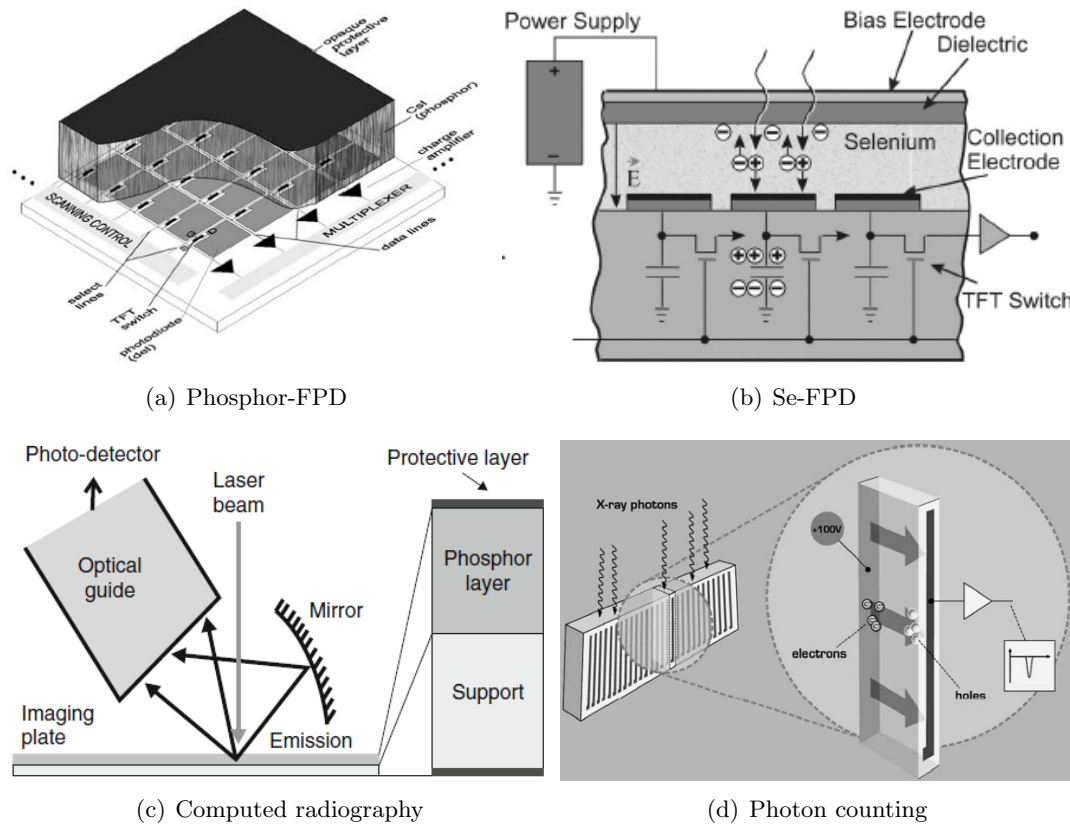 opaque
protective
layer
CsI
(phosphor)
charge
amplifier
SCANNING CONTROL
MULTIPLEXER
G
D
S
data lines
select
lines
TFT
switch
photodiode
(del)
(a) Phosphor-FPD
Power Supply
+
−
Bias Electrode
Dielectric
Selenium
Collection
Electrode
E
TFT Switch
(b) Se-FPD
Photo-detector
Laser
beam
Protective layer
Optical
guide
Mirror
Phosphor
layer
Support
Imaging
plate
Emission
(c) Computed radiography
X-ray photons
+100V
electrons
holes
(d) Photon counting